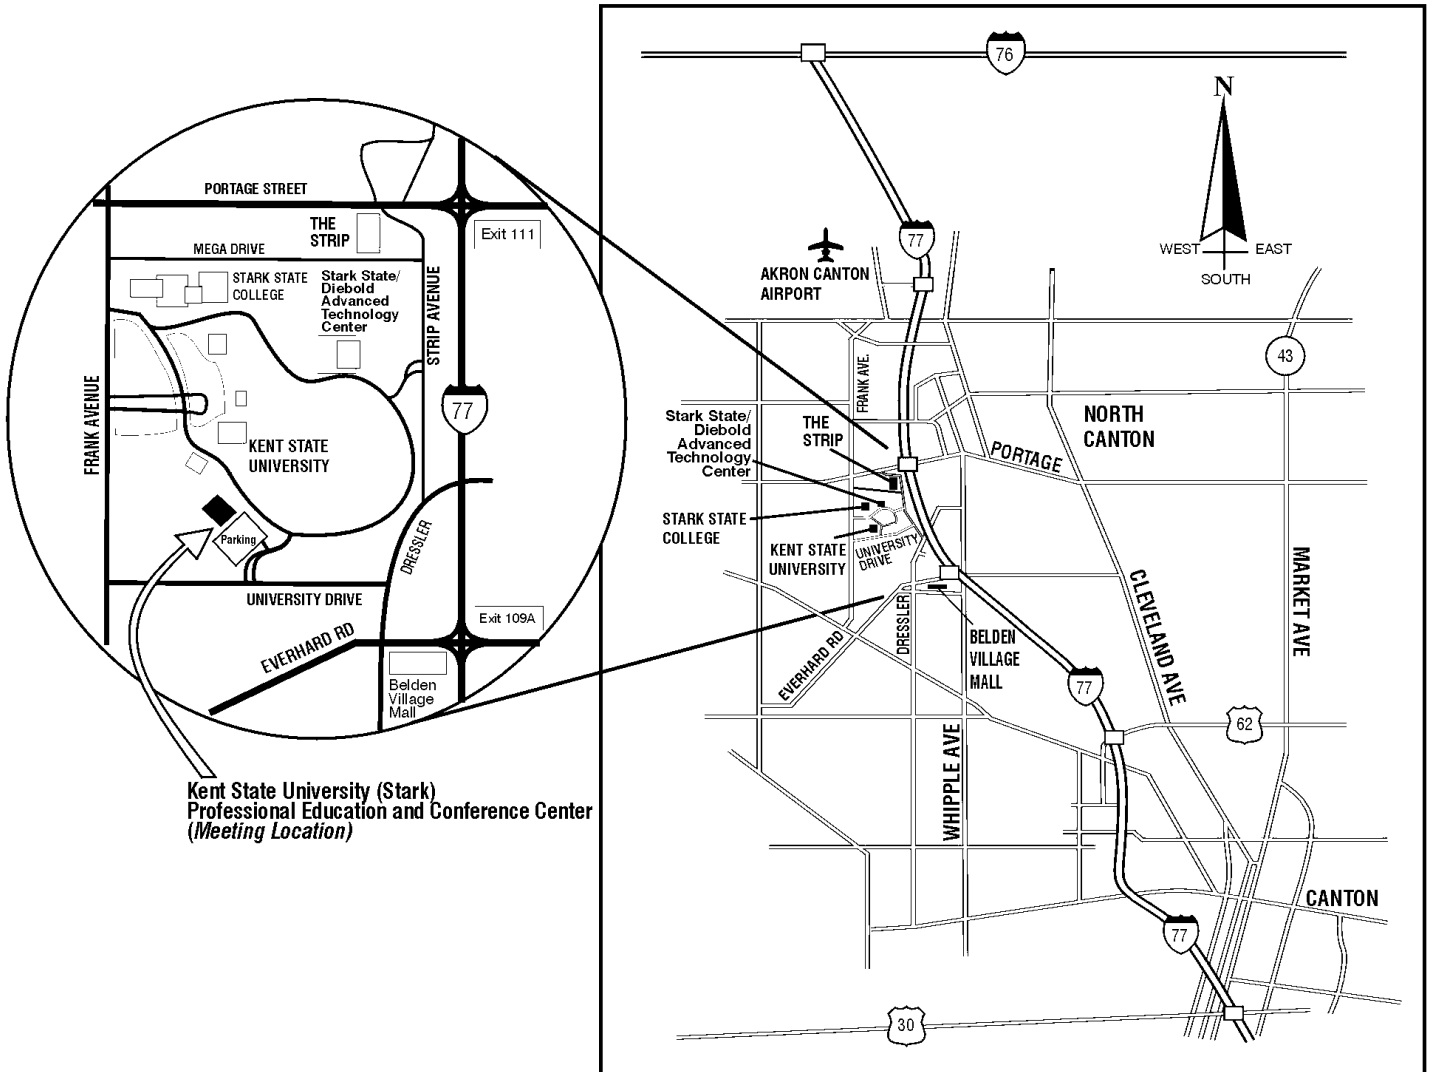 PORTAGE STREET
THE
STRIP
Exit 111
MEGA DRIVE
STARK STATE
COLLEGE
Stark State/
Diebold
Advanced
Technology
Center
STRIP AVENUE
FRANK AVENUE
77
KENT STATE
UNIVERSITY
Parking
DRESSLER
UNIVERSITY DRIVE
Exit 109A
EVERHARD RD
Belden
Village
Mall
Kent State University (Stark)
Professional Education and Conference Center
(Meeting Location)
76
N
WEST
EAST
SOUTH
77
AKRON CANTON
AIRPORT
43
FRANK AVE.
Stark State/
Diebold
Advanced
Technology
Center
THE
STRIP
NORTH
CANTON
PORTAGE
STARK STATE
COLLEGE
KENT STATE
UNIVERSITY
UNIVERSITY
DRIVE
MARKET AVE
CLEVELAND AVE
DRESSLER
EVERHARD RD
BELDEN
VILLAGE
MALL
77
62
WHIPPLE AVE
CANTON
77
30